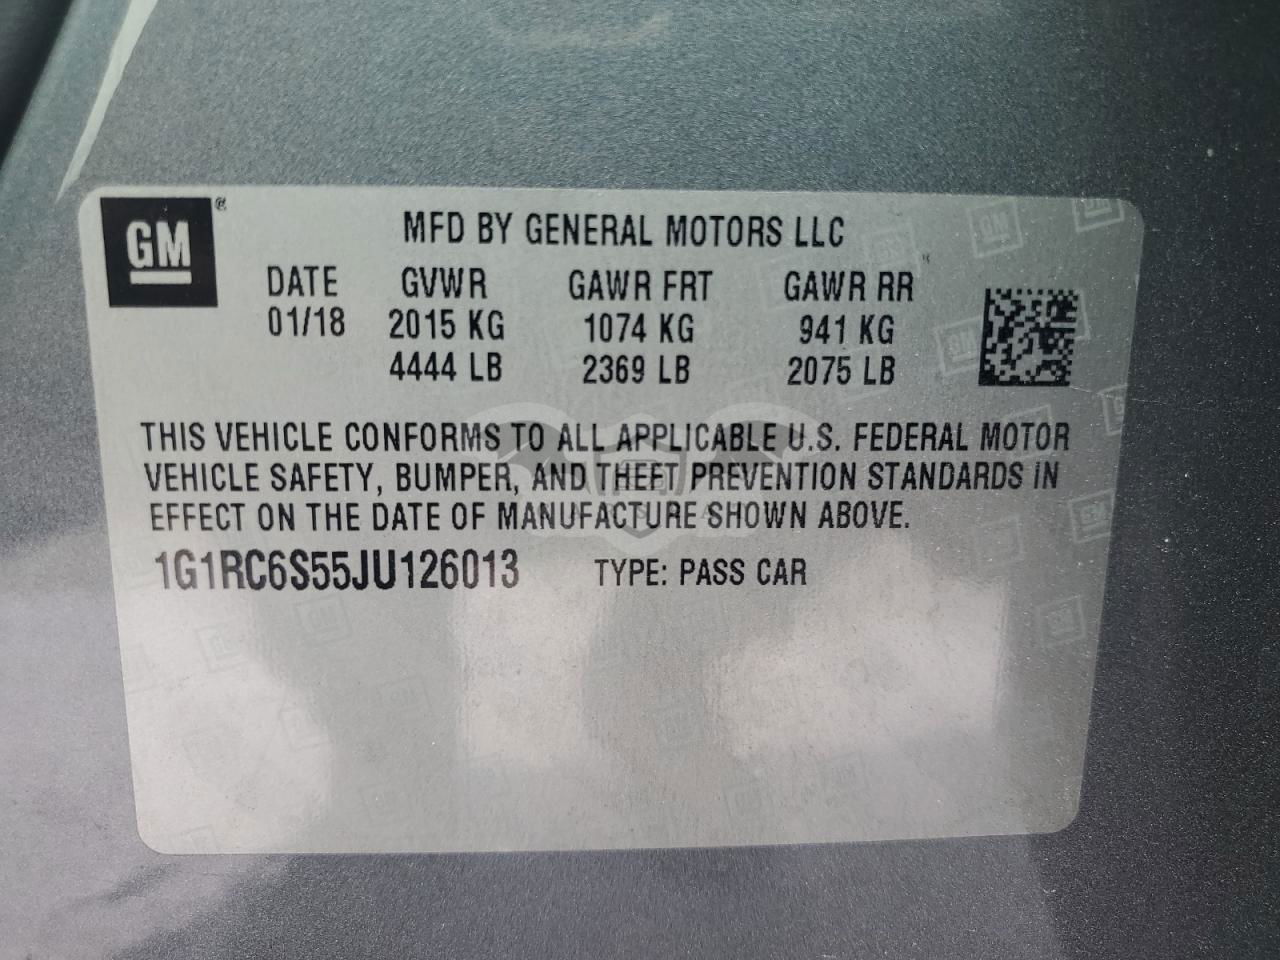 GM
MFD BY GENERAL MOTORS LLC
DATE GVWR GAWR FRT GAWR RR
01/18 2015 KG 1074 KG 941 KG
4444 LB 2369 LB 2075 LB
THIS VEHICLE CONFORMS TO ALL APPLICABLE U.S. FEDERAL MOTOR
VEHICLE SAFETY, BUMPER, AND THEFT PREVENTION STANDARDS IN
EFFECT ON THE DATE OF MANUFACTURE SHOWN ABOVE.
1G1RC6S55JU126013 TYPE: PASS CAR